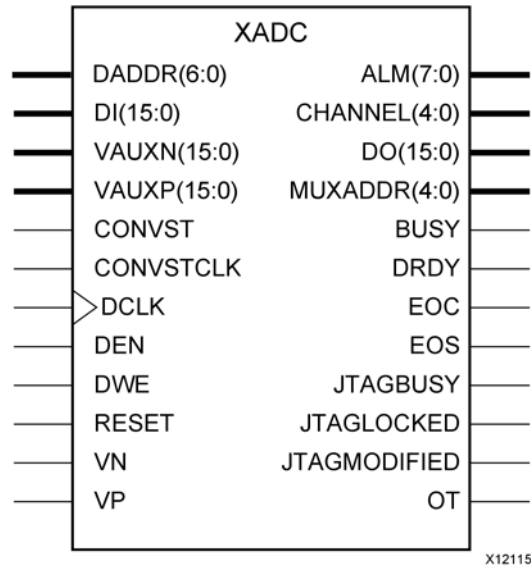 XADC
DADDR(6:0) ALM(7:0)
DI(15:0) CHANNEL(4:0)
VAUXN(15:0) DO(15:0)
VAUXP(15:0) MUXADDR(4:0)
CONVST BUSY
CONVSTCLK DRDY
DCLK EOC
DEN EOS
DWE JTAGBUSY
RESET JTAGLOCKED
VN JTAGMODIFIED
VP OT
X12115